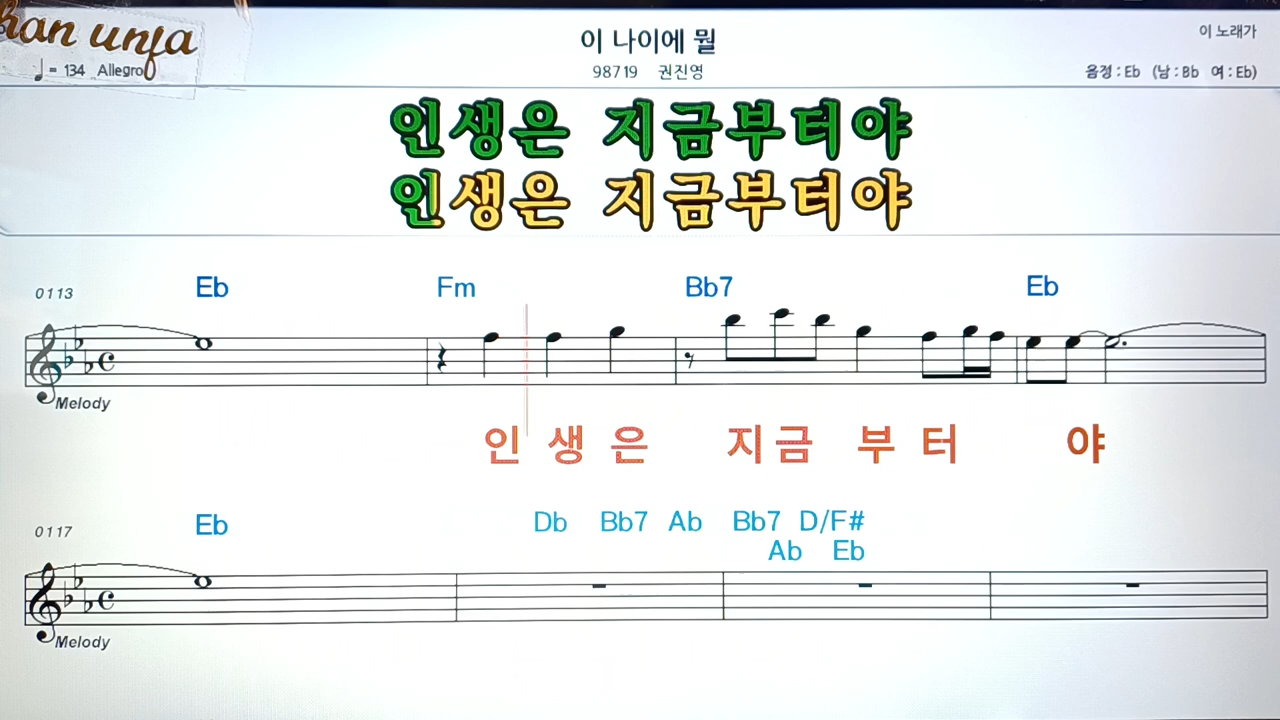 han unfa
이 나이에 뭘
이 노래가
♩= 134 Allegro
98719 권진영
음정 : Eb (남 : Bb 여 : Eb)
인생은 지금부터야
인생은 지금부터야
0113 Eb Fm Bb7 Eb
Melody
인 생 은 지 금 부 터 야
0117 Eb Db Bb7 Ab Bb7 D/F#
Ab Eb
Melody